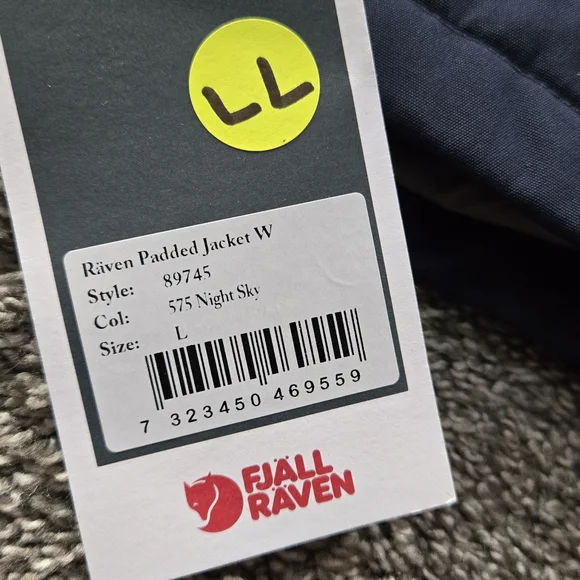 LL
Räven Padded Jacket W
Style: 89745
Col: 575 Night Sky
Size: L
7 323450 469559
FJÄLL
RÄVEN